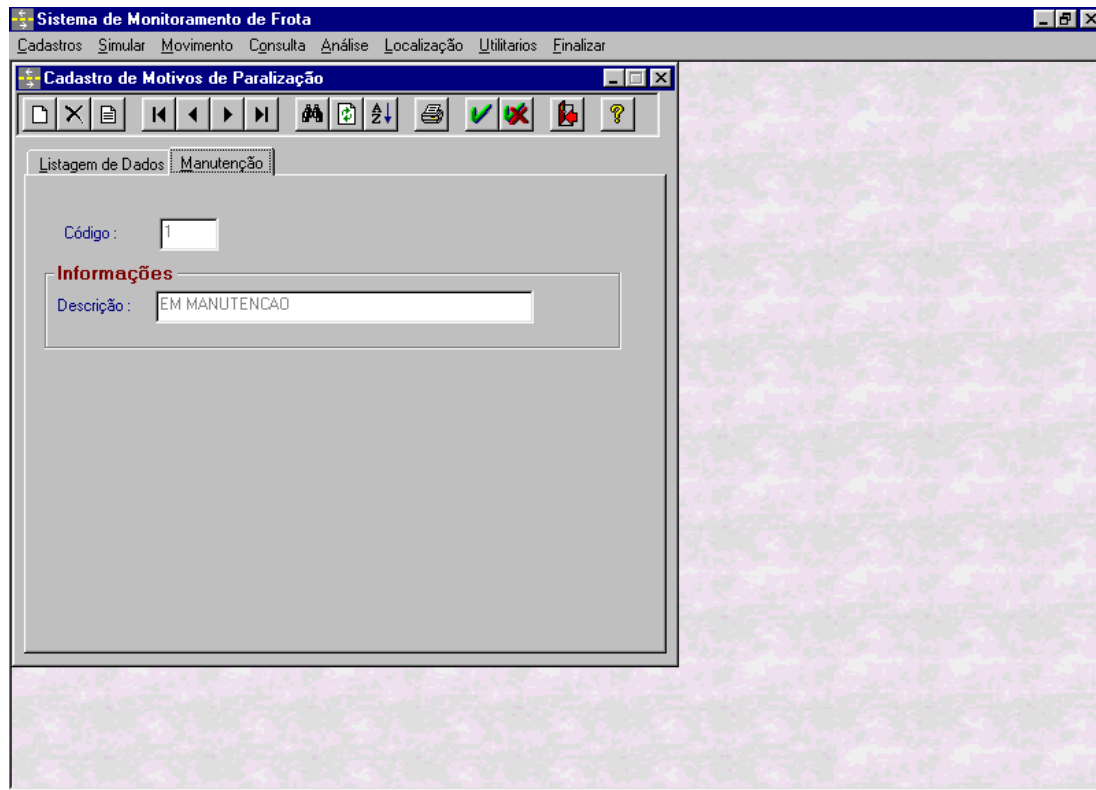 Sistema de Monitoramento de Frota
Cadastros Simular Movimento Consulta Análise Localização Utilitarios Finalizar
Cadastro de Motivos de Paralização
Listagem de Dados Manutenção
Código : 1
Informações
Descrição : EM MANUTENCAO